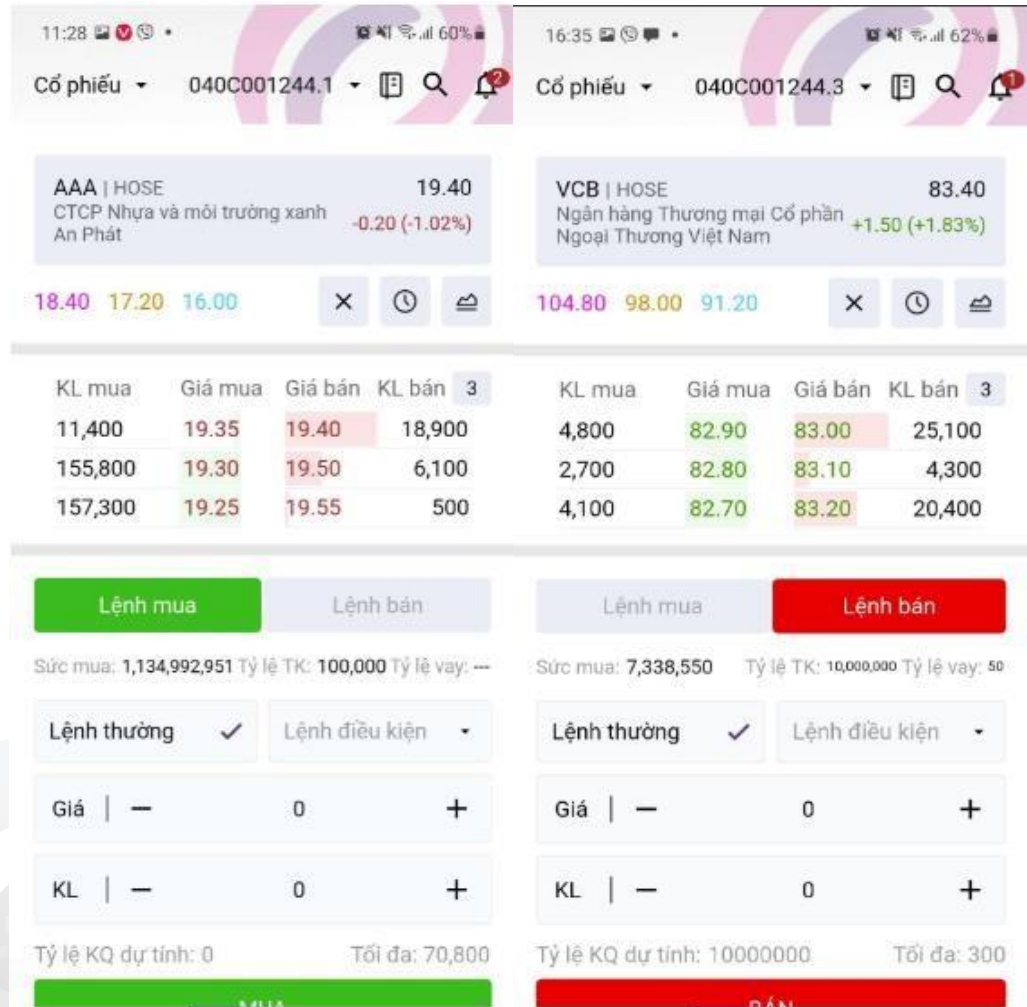 11:28 60%
Cổ phiếu 040C001244.1 2
AAA | HOSE 19.40
CTCP Nhựa và môi trường xanh
An Phát
-0.20 (-1.02%)
18.40 17.20 16.00
KL mua Giá mua Giá bán KL bán 3
11,400 19.35 19.40 18,900
155,800 19.30 19.50 6,100
157,300 19.25 19.55 500
Lệnh mua Lệnh bán
Sức mua: 1,134,992,951 Tỷ lệ TK: 100,000 Tỷ lệ vay: ---
Lệnh thường Lệnh điều kiện
Giá | — 0 +
KL | — 0 +
Tỷ lệ KQ dự tính: 0 Tối đa: 70,800
MUA
16:35 62%
Cổ phiếu 040C001244.3 1
VCB | HOSE 83.40
Ngân hàng Thương mại Cổ phần
Ngoại Thương Việt Nam
+1.50 (+1.83%)
104.80 98.00 91.20
KL mua Giá mua Giá bán KL bán 3
4,800 82.90 83.00 25,100
2,700 82.80 83.10 4,300
4,100 82.70 83.20 20,400
Lệnh mua Lệnh bán
Sức mua: 7,338,550 Tỷ lệ TK: 10,000,000 Tỷ lệ vay: 50
Lệnh thường Lệnh điều kiện
Giá | — 0 +
KL | — 0 +
Tỷ lệ KQ dự tính: 10000000 Tối đa: 300
BÁN